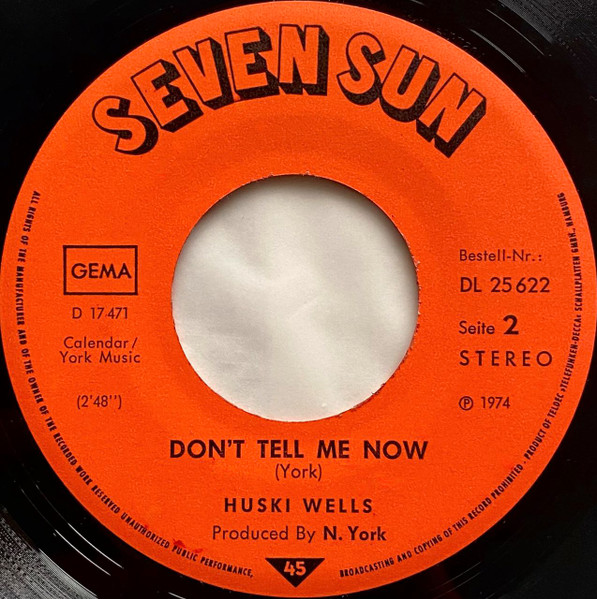 SEVEN SUN
GEMA
D 17 471
Calendar/
York Music
(2'48")
Bestell-Nr.:
DL 25 622
Seite 2
STEREO
℗ 1974
DON'T TELL ME NOW
(York)
HUSKI WELLS
Produced By N. York
45
ALL RIGHTS OF THE MANUFACTURER AND OF THE OWNER OF THE RECORDED WORK RESERVED UNAUTHORIZED PUBLIC PERFORMANCE, BROADCASTING AND COPYING OF THIS RECORD PROHIBITED · PRODUCT OF TELDEC »TELEFUNKEN-DECCA« SCHALLPLATTEN GMBH., HAMBURG